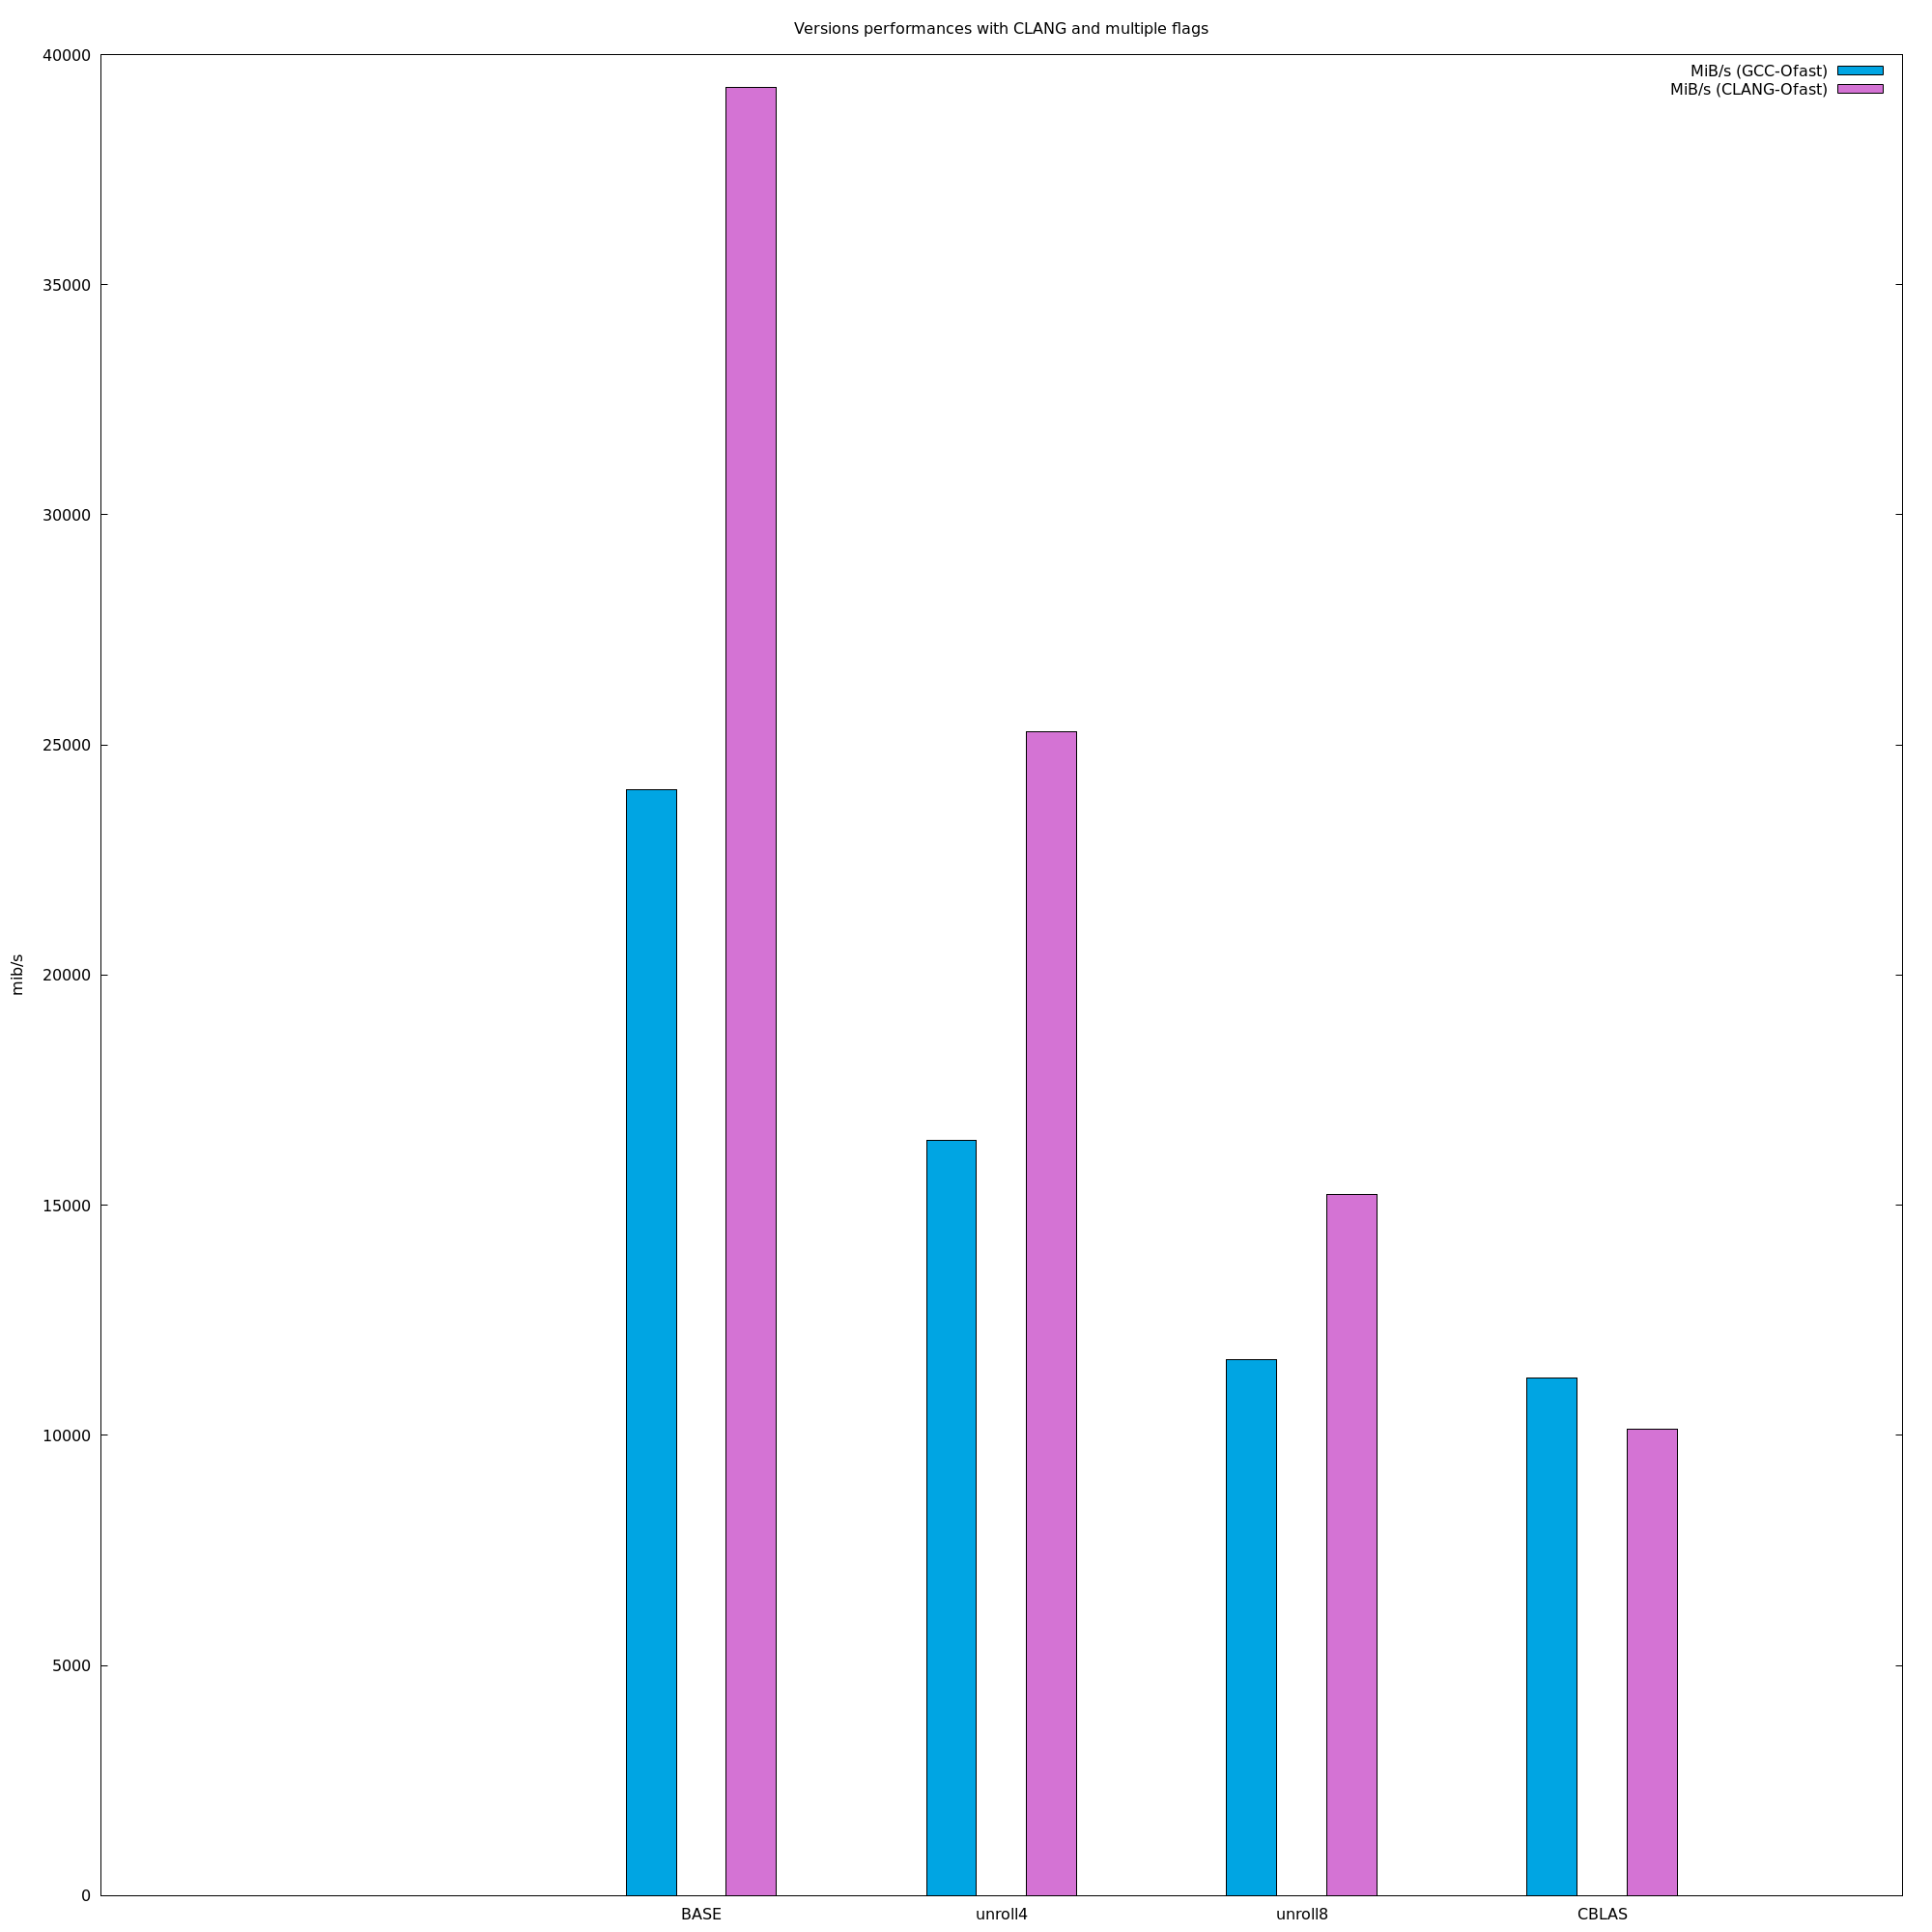 Versions performances with CLANG and multiple flags
MiB/s (GCC-Ofast)
MiB/s (CLANG-Ofast)
40000
35000
30000
25000
20000
15000
10000
5000
0
mib/s
BASE
unroll4
unroll8
CBLAS